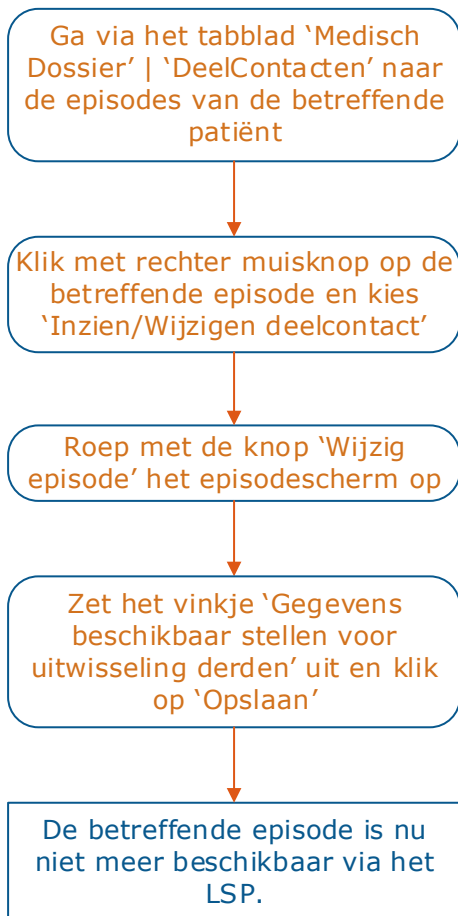 Ga via het tabblad ‘Medisch
Dossier’ | ‘DeelContacten’ naar
de episodes van de betreffende
patiënt
Klik met rechter muisknop op de
betreffende episode en kies
‘Inzien/Wijzigen deelcontact’
Roep met de knop ‘Wijzig
episode’ het episodescherm op
Zet het vinkje ‘Gegevens
beschikbaar stellen voor
uitwisseling derden’ uit en klik
op ‘Opslaan’
De betreffende episode is nu
niet meer beschikbaar via het
LSP.